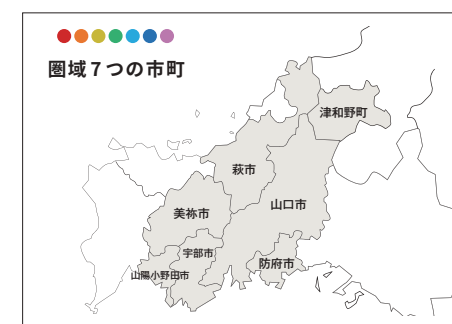 圏域7つの市町
津和野町
萩市
山口市
美祢市
宇部市
防府市
山陽小野田市